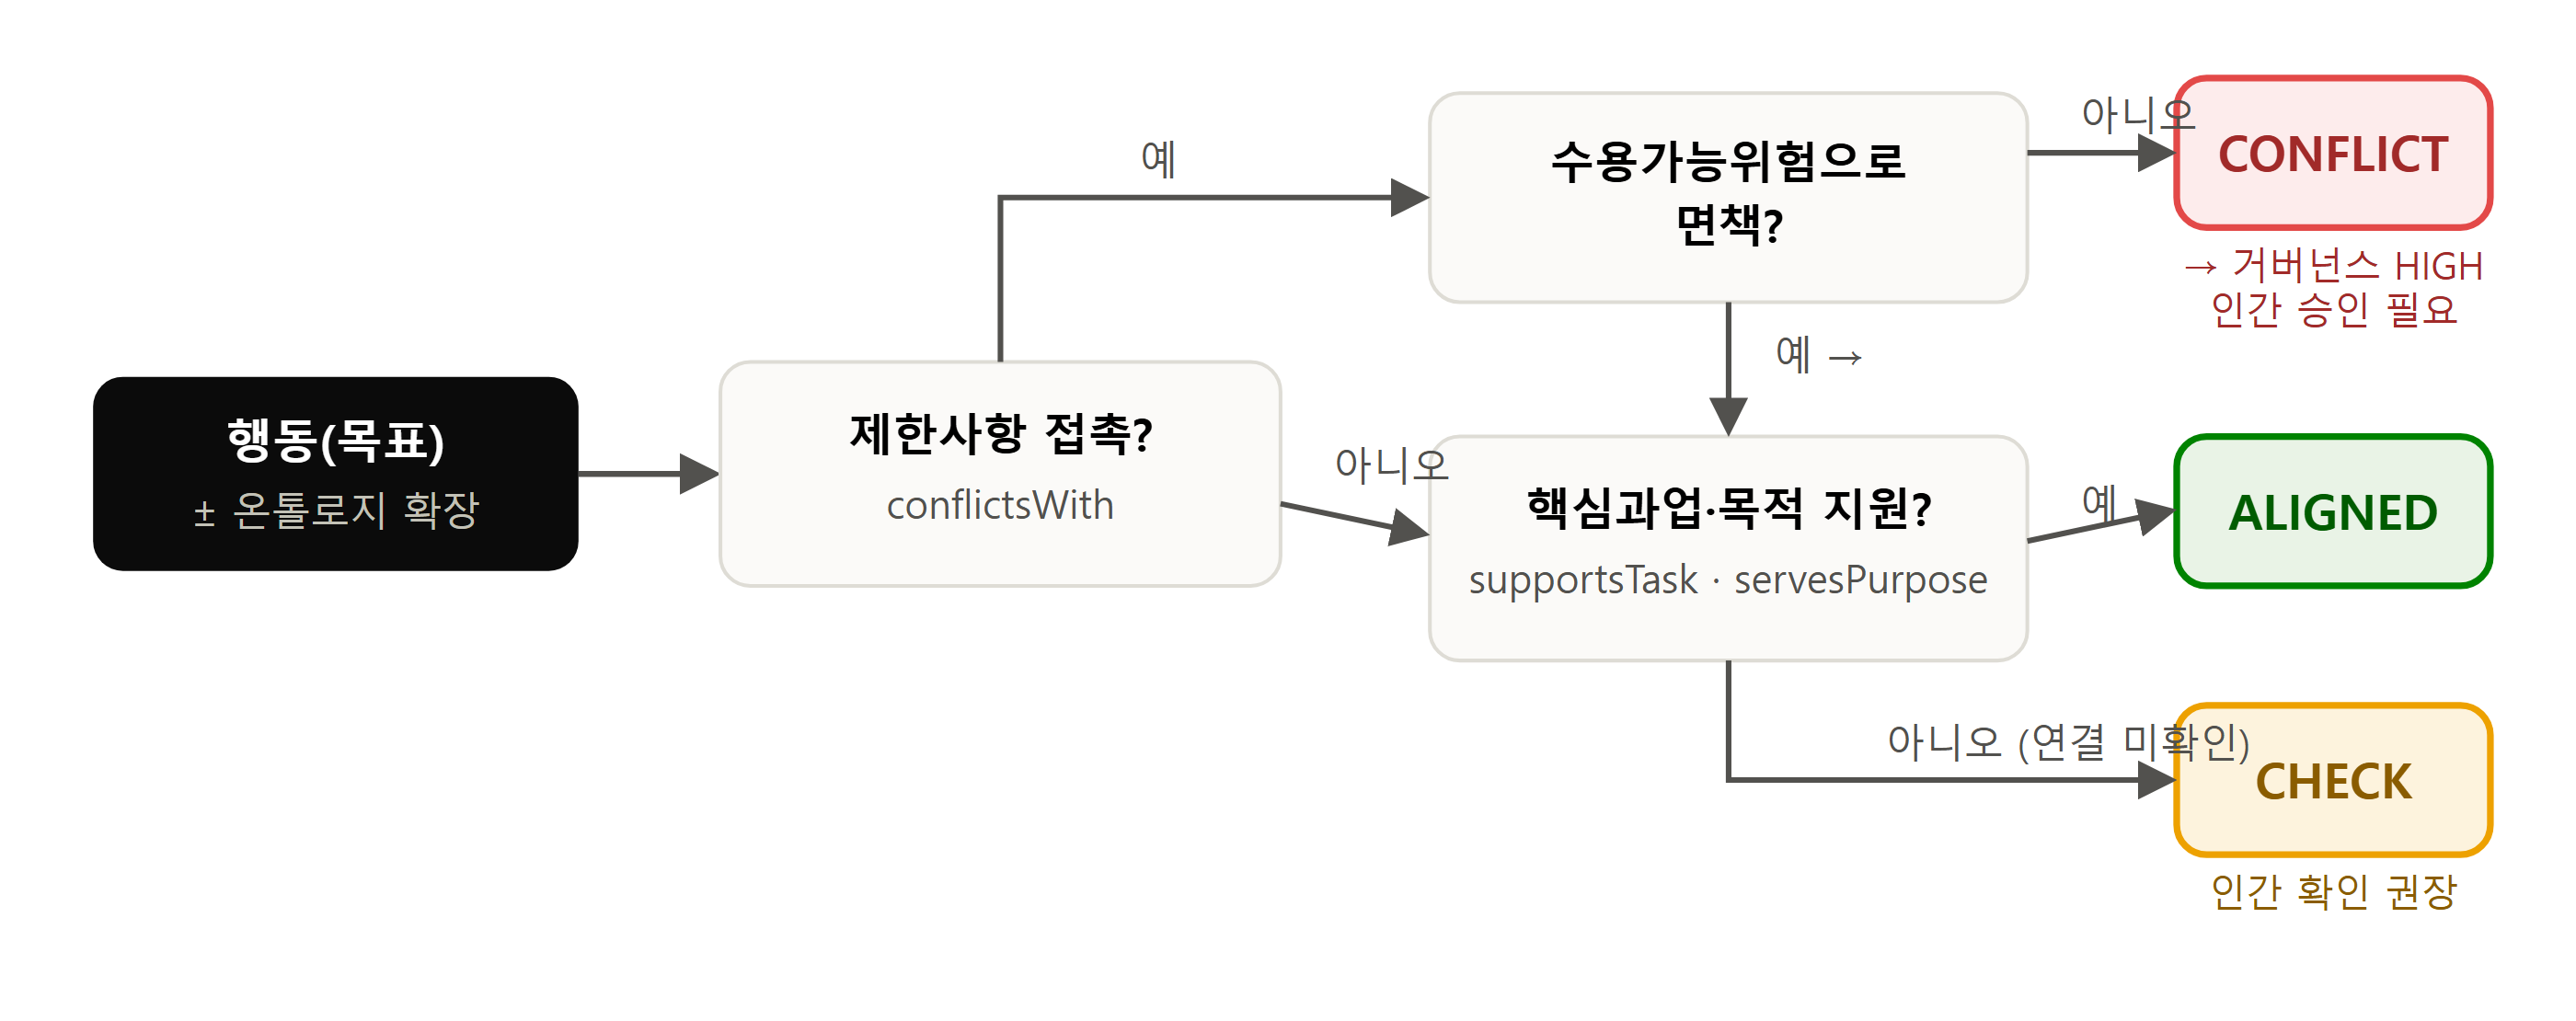 행동(목표)
± 온톨로지 확장
제한사항 접촉?
conflictsWith
예
수용가능위험으로
면책?
아니오
CONFLICT
→ 거버넌스 HIGH
인간 승인 필요
예 →
아니오
핵심과업·목적 지원?
supportsTask · servesPurpose
예
ALIGNED
아니오 (연결 미확인)
CHECK
인간 확인 권장